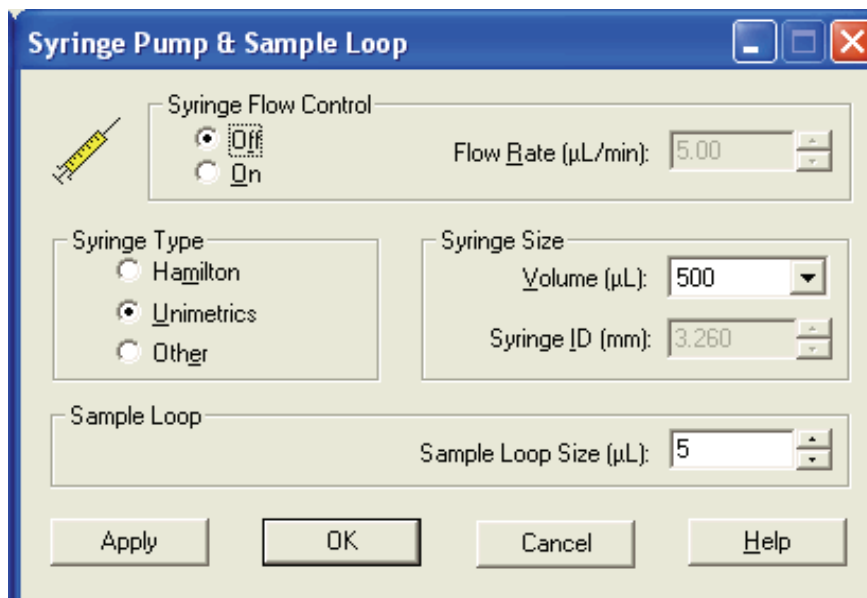 Syringe Pump & Sample Loop
Syringe Flow Control
Off
On
Flow Rate (µL/min): 5.00
Syringe Type
Hamilton
Unimetrics
Other
Syringe Size
Volume (µL): 500
Syringe ID (mm): 3.260
Sample Loop
Sample Loop Size (µL): 5
Apply OK Cancel Help